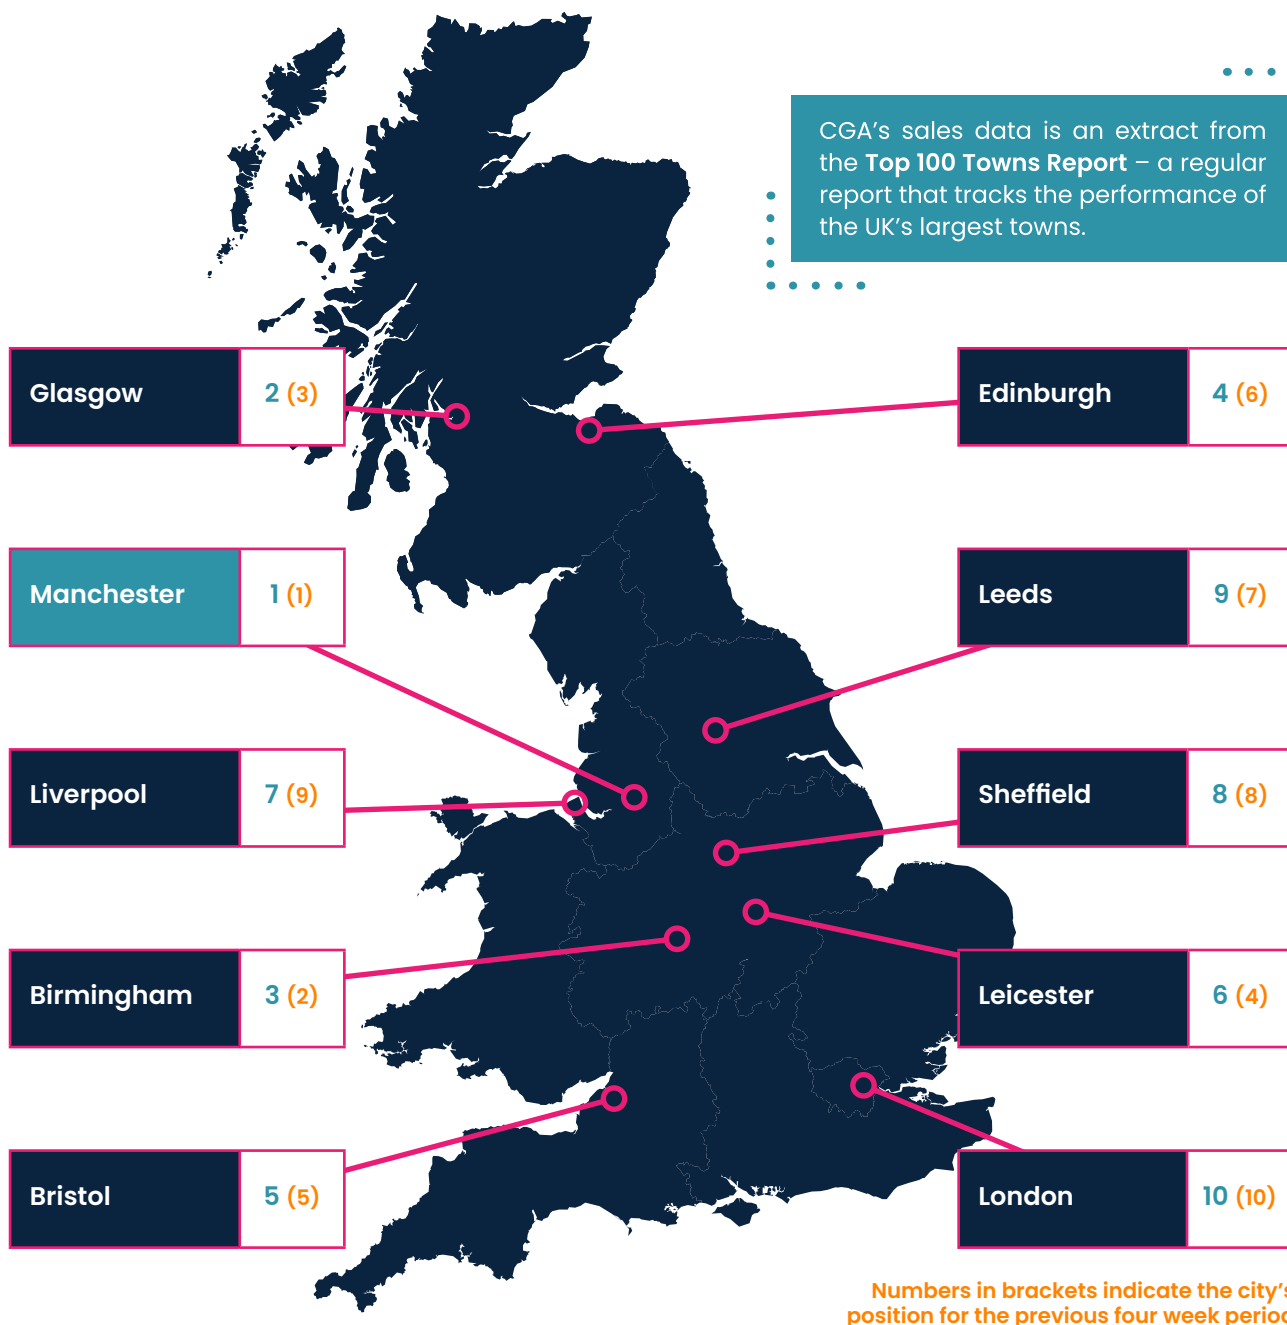 CGA’s sales data is an extract from
the Top 100 Towns Report – a regular
report that tracks the performance of
the UK’s largest towns.
Glasgow 2 (3)
Edinburgh 4 (6)
Manchester 1 (1)
Leeds 9 (7)
Liverpool 7 (9)
Sheffield 8 (8)
Birmingham 3 (2)
Leicester 6 (4)
Bristol 5 (5)
London 10 (10)
Numbers in brackets indicate the city’s
position for the previous four week period